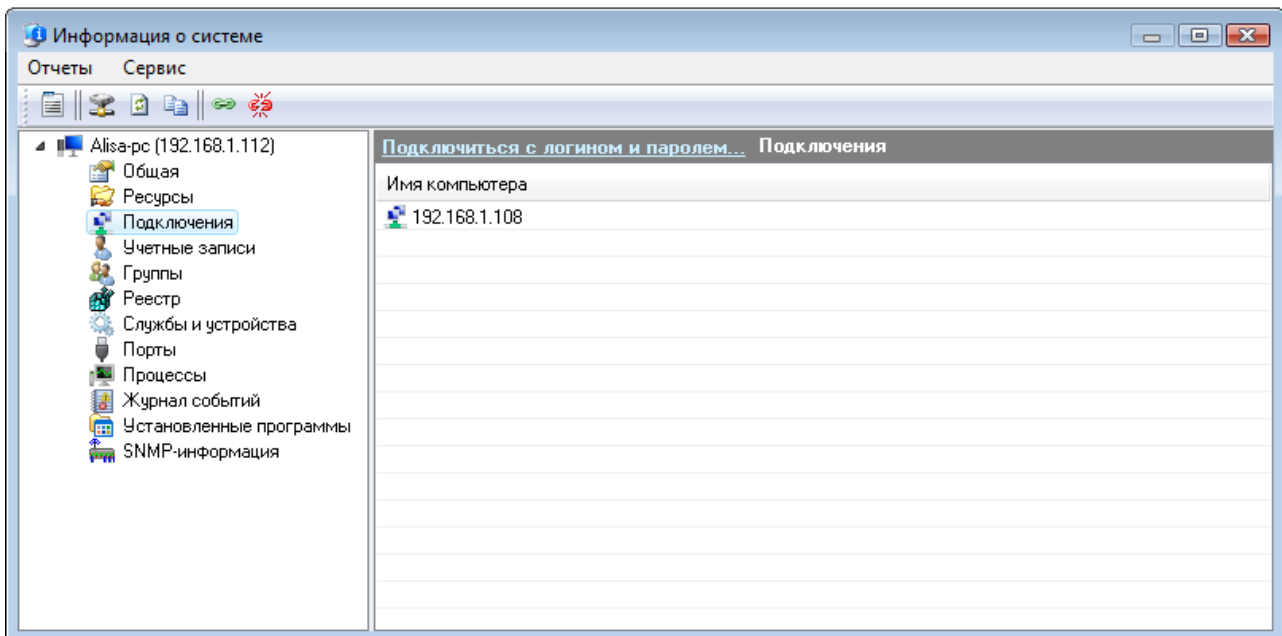 Информация о системе
Отчеты Сервис
Alisa-pc (192.168.1.112)
Общая
Ресурсы
Подключения
Учетные записи
Группы
Реестр
Службы и устройства
Порты
Процессы
Журнал событий
Установленные программы
SNMP-информация
Подключиться с логином и паролем... Подключения
Имя компьютера
192.168.1.108